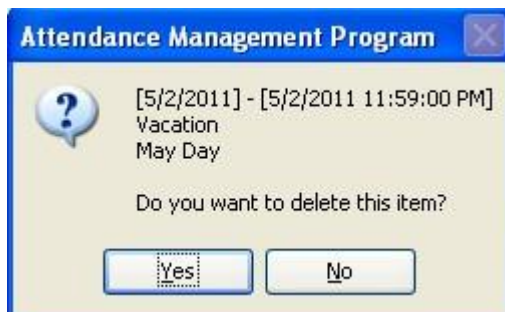 Attendance Management Program
[5/2/2011] - [5/2/2011 11:59:00 PM]
Vacation
May Day
Do you want to delete this item?
Yes No